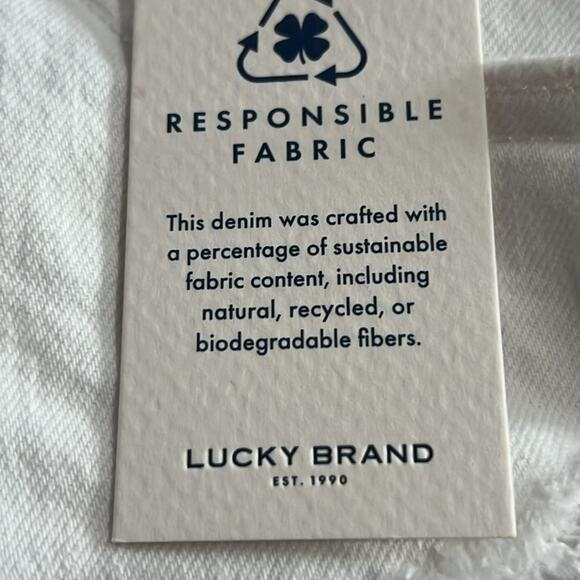 RESPONSIBLE
FABRIC
This denim was crafted with
a percentage of sustainable
fabric content, including
natural, recycled, or
biodegradable fibers.
LUCKY BRAND
EST. 1990